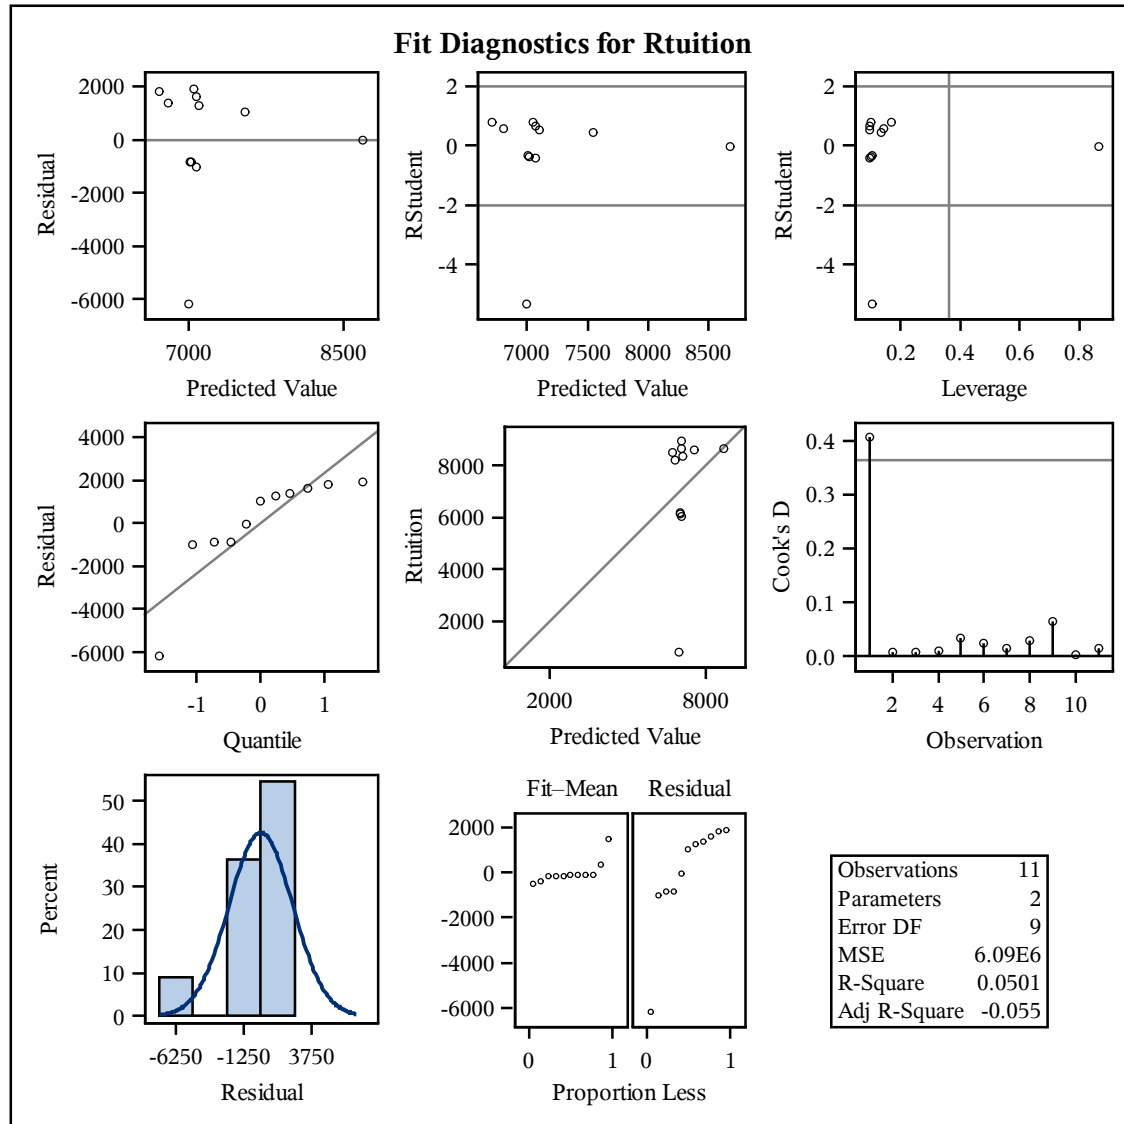 Fit Diagnostics for Rtuition
2000
0
-2000
-4000
-6000
Residual
7000 8500
Predicted Value
2
0
-2
-4
RStudent
7000 7500 8000 8500
Predicted Value
2
0
-2
-4
RStudent
0.2 0.4 0.6 0.8
Leverage
4000
2000
0
-2000
-4000
-6000
Residual
-1 0 1
Quantile
8000
6000
4000
2000
Rtuition
2000 8000
Predicted Value
0.4
0.3
0.2
0.1
0.0
Cook's D
2 4 6 8 10
Observation
50
40
30
20
10
0
Percent
-6250 -1250 3750
Residual
Fit–Mean Residual
2000
0
-2000
-4000
-6000
0 1 0 1
Proportion Less
Observations 11
Parameters 2
Error DF 9
MSE 6.09E6
R-Square 0.0501
Adj R-Square -0.055